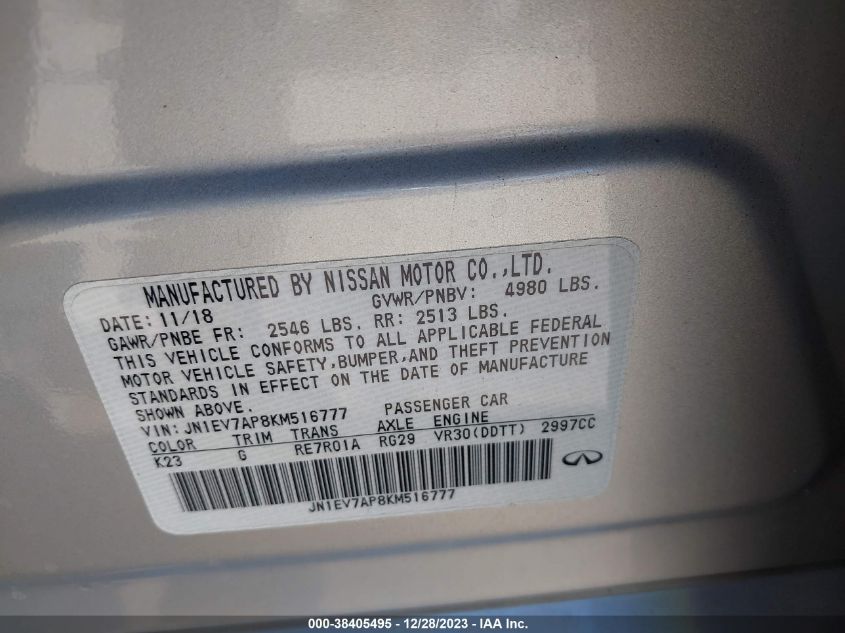 MANUFACTURED BY NISSAN MOTOR CO.,LTD.
DATE: 11/18 GVWR/PNBV: 4980 LBS.
GAWR/PNBE FR: 2546 LBS. RR: 2513 LBS.
THIS VEHICLE CONFORMS TO ALL APPLICABLE FEDERAL
MOTOR VEHICLE SAFETY,BUMPER,AND THEFT PREVENTION
STANDARDS IN EFFECT ON THE DATE OF MANUFACTURE
SHOWN ABOVE.
VIN: JN1EV7AP8KM516777 PASSENGER CAR
COLOR TRIM TRANS AXLE ENGINE
K23 G RE7R01A RG29 VR30(DDTT) 2997CC
JN1EV7AP8KM516777
000-38405495 - 12/28/2023 - IAA Inc.